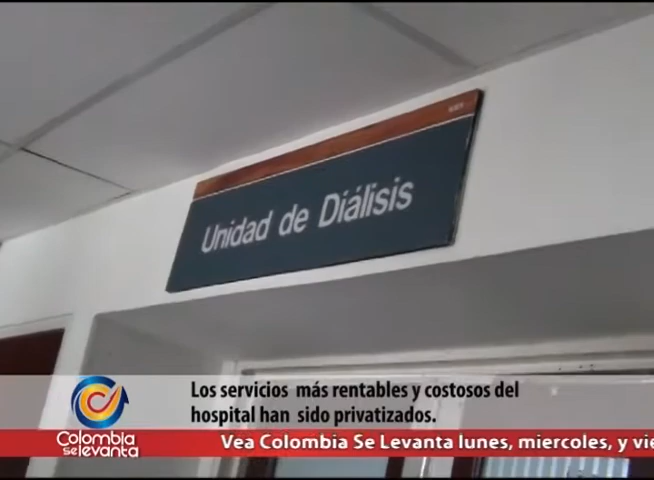 Unidad de Diálisis
Los servicios más rentables y costosos del
hospital han sido privatizados.
Colombia
se levanta
Vea Colombia Se Levanta lunes, miercoles, y vie